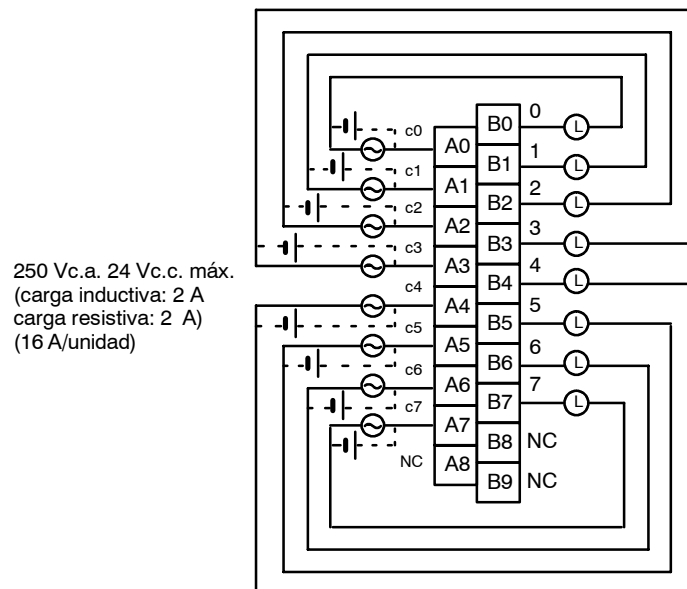 250 Vc.a. 24 Vc.c. máx.
(carga inductiva: 2 A
carga resistiva: 2 A)
(16 A/unidad)
c0
c1
c2
c3
c4
c5
c6
c7
NC
A0
A1
A2
A3
A4
A5
A6
A7
A8
B0
B1
B2
B3
B4
B5
B6
B7
B8
B9
0
1
2
3
4
5
6
7
NC
NC
L
L
L
L
L
L
L
L